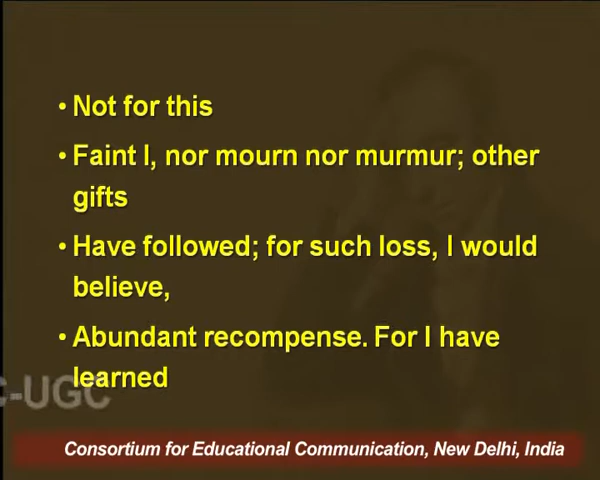 • Not for this
• Faint I, nor mourn nor murmur; other
gifts
• Have followed; for such loss, I would
believe,
• Abundant recompense. For I have
learned
C-UGC
Consortium for Educational Communication, New Delhi, India